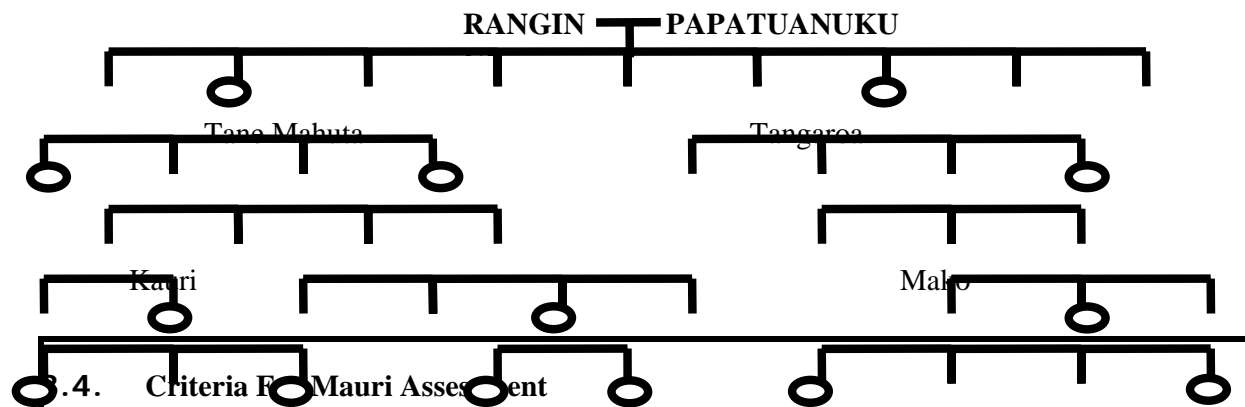 RANGIN PAPATUANUKU
Tane Mahuta Tangaroa
Kauri Mako
3.4. Criteria For Mauri Assessment